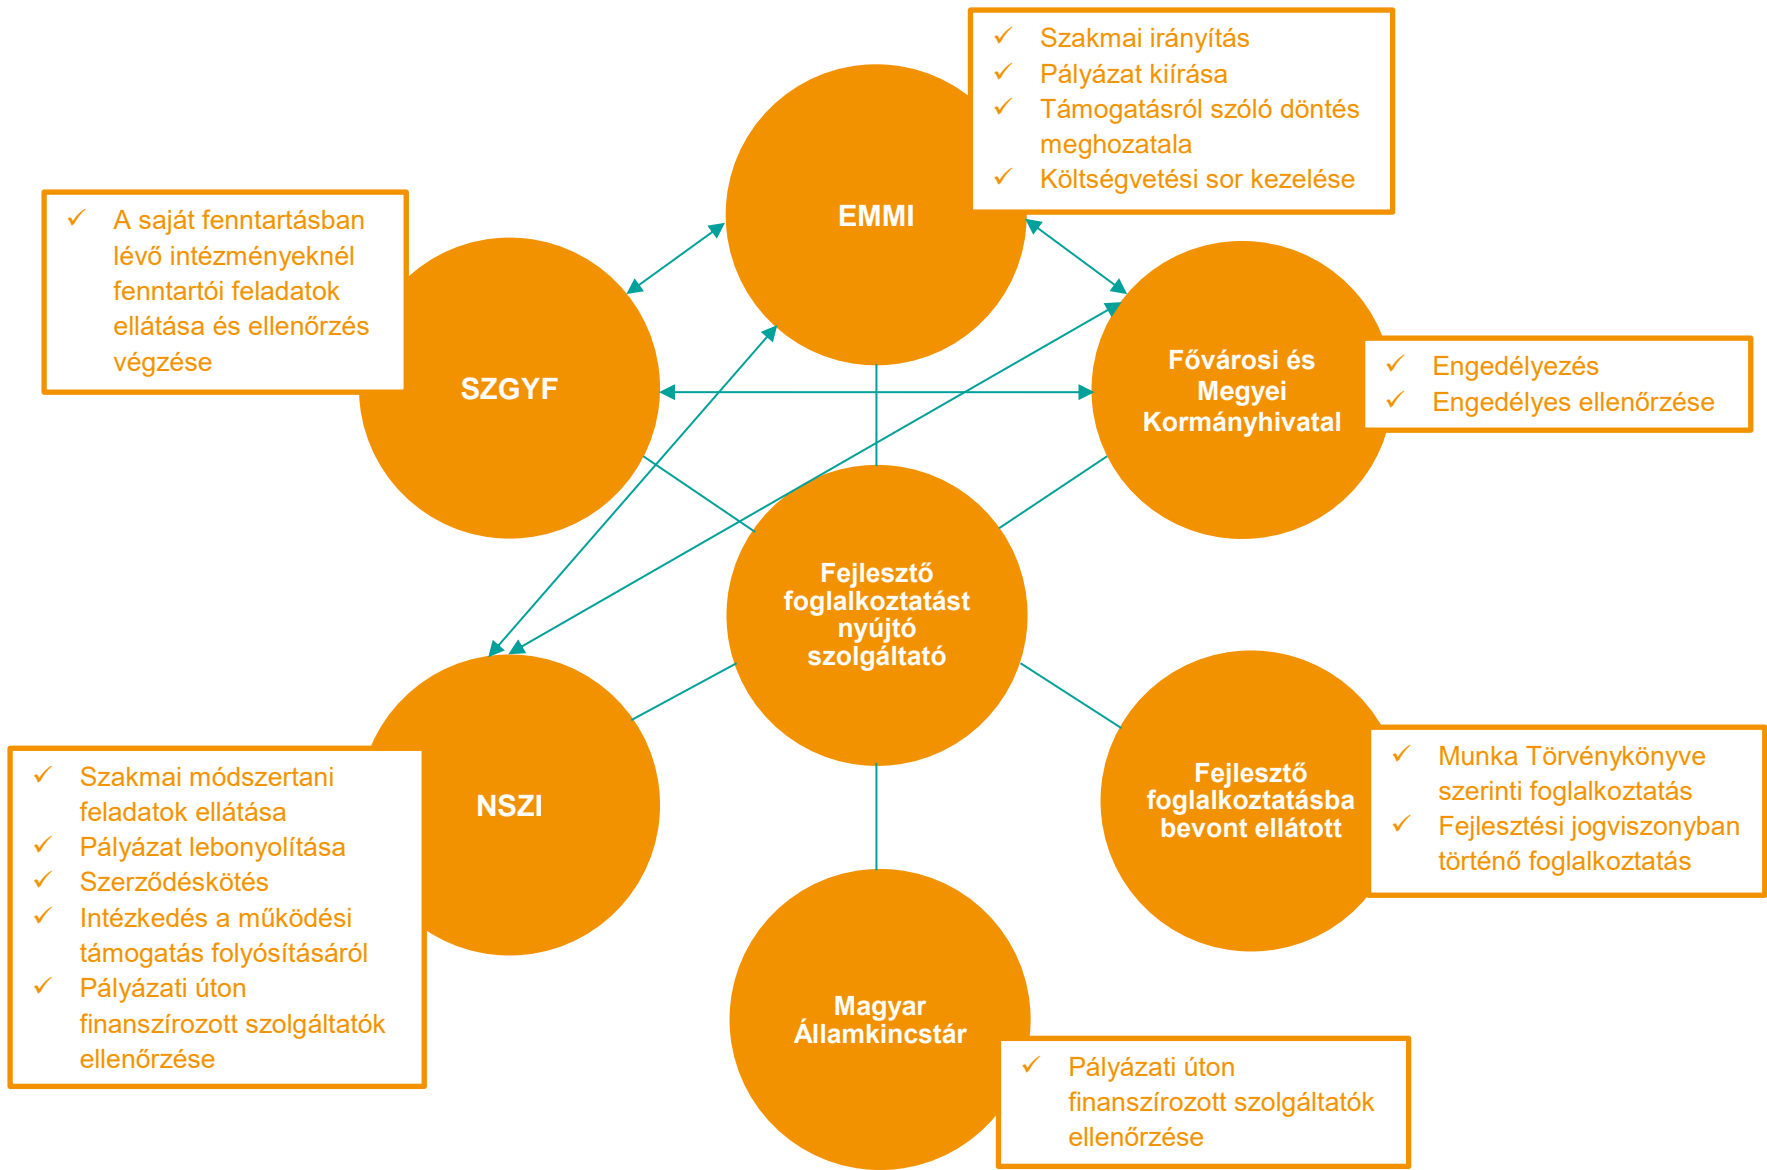 ✓ Szakmai irányítás
✓ Pályázat kiírása
✓ Támogatásról szóló döntés
meghozatala
✓ Költségvetési sor kezelése
EMMI
✓ A saját fenntartásban
lévő intézményeknél
fenntartói feladatok
ellátása és ellenőrzés
végzése
SZGYF
Fővárosi és
Megyei
Kormányhivatal
✓ Engedélyezés
✓ Engedélyes ellenőrzése
Fejlesztő
foglalkoztatást
nyújtó
szolgáltató
✓ Szakmai módszertani
feladatok ellátása
✓ Pályázat lebonyolítása
✓ Szerződéskötés
✓ Intézkedés a működési
támogatás folyósításáról
✓ Pályázati úton
finanszírozott szolgáltatók
ellenőrzése
NSZI
Fejlesztő
foglalkoztatásba
bevont ellátott
✓ Munka Törvénykönyve
szerinti foglalkoztatás
✓ Fejlesztési jogviszonyban
történő foglalkoztatás
Magyar
Államkincstár
✓ Pályázati úton
finanszírozott szolgáltatók
ellenőrzése